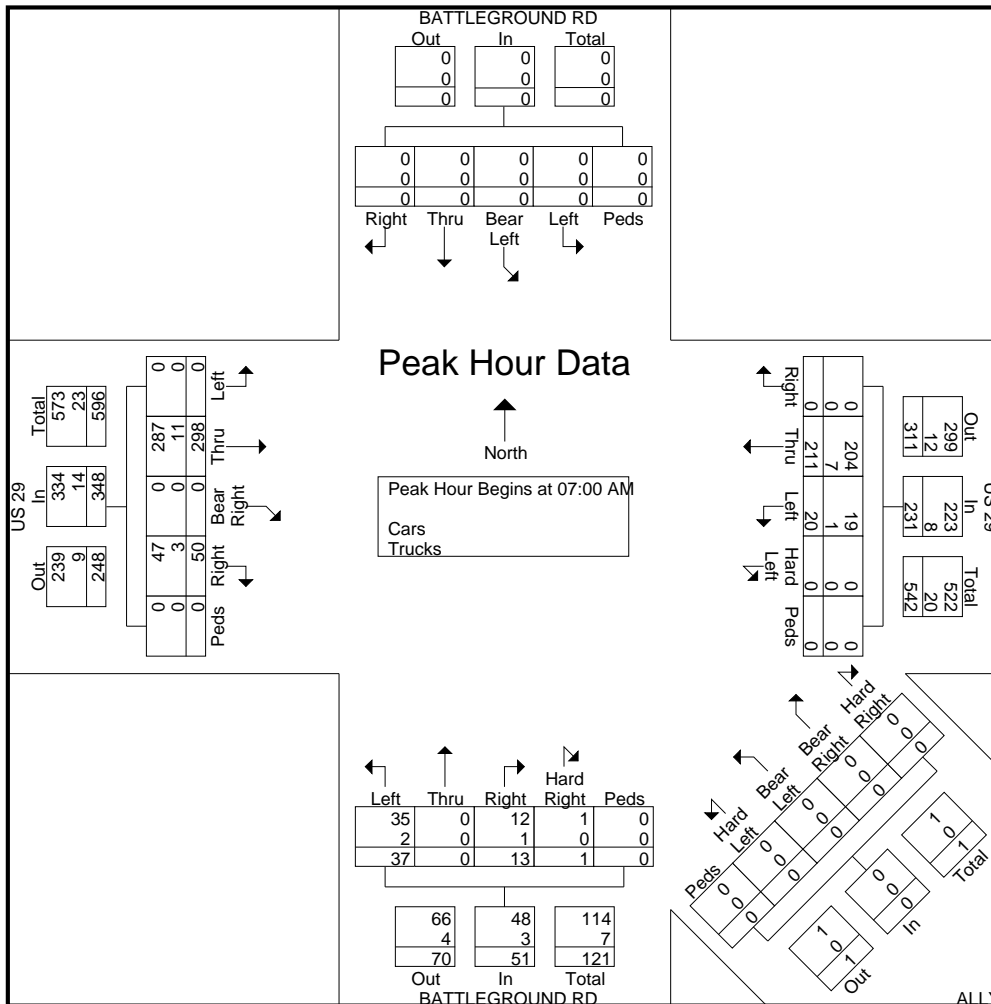 BATTLEGROUND RD
Out In Total
0 0 0
0 0 0
0 0 0
0 0 0 0 0
0 0 0 0 0
0 0 0 0 0
Right Thru Bear Left Left Peds
Peak Hour Data
North
Peak Hour Begins at 07:00 AM
Cars
Trucks
US 29
Total In Out
573 334 239
23 14 9
596 348 248
0 287 0 47 0
0 11 0 3 0
0 298 0 50 0
Left Thru Bear Right Right Peds
Right Thru Left Hard Left Peds
0 211 20 0 0
0 7 1 0 0
0 204 19 0 0
311 231 542
12 8 20
299 223 522
Out In Total
US 29
Hard Right Bear Right Bear Left Hard Left Peds
0 0 0 0 0
0 0 0 0 0
0 0 0 0 0
1 0 1
0 0 0
1 0 1
Out In Total
ALLY
Left Thru Right Hard Right Peds
35 0 12 1 0
2 0 1 0 0
37 0 13 1 0
66 48 114
4 3 7
70 51 121
Out In Total
BATTLEGROUND RD